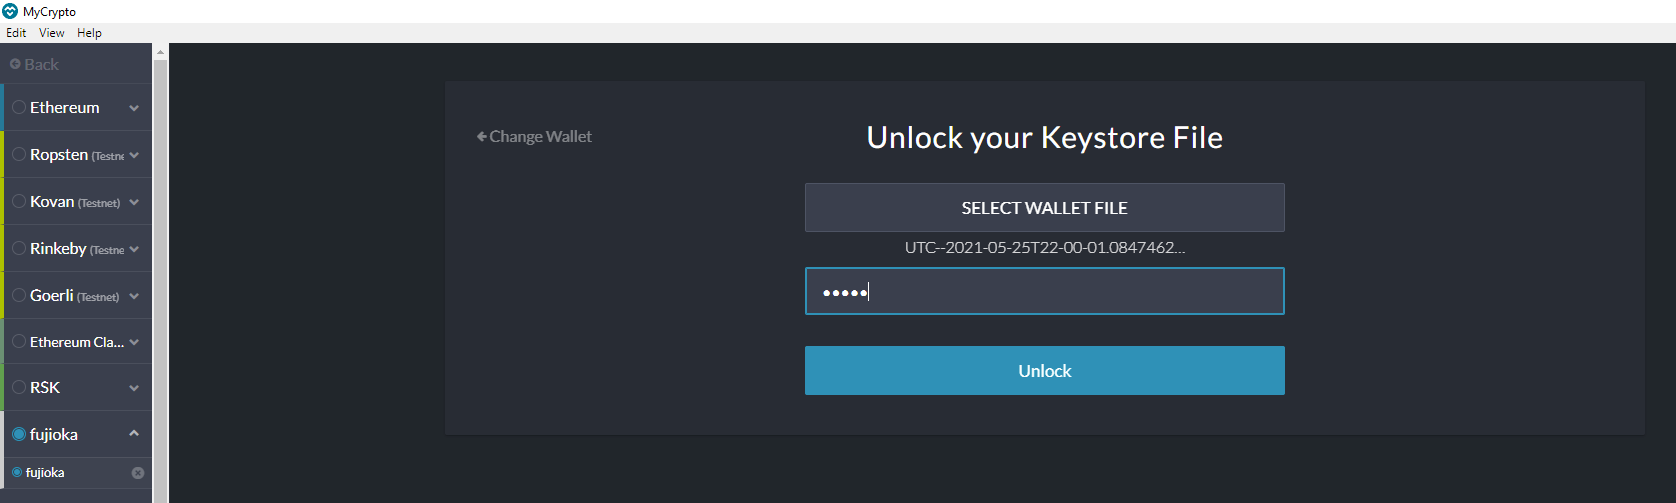 MyCrypto
Edit View Help
Back
Ethereum
Ropsten (Testne
Kovan (Testnet)
Rinkeby (Testne
Goerli (Testnet)
Ethereum Cla...
RSK
fujioka
fujioka
Change Wallet
Unlock your Keystore File
SELECT WALLET FILE
UTC--2021-05-25T22-00-01.0847462...
•••••
Unlock